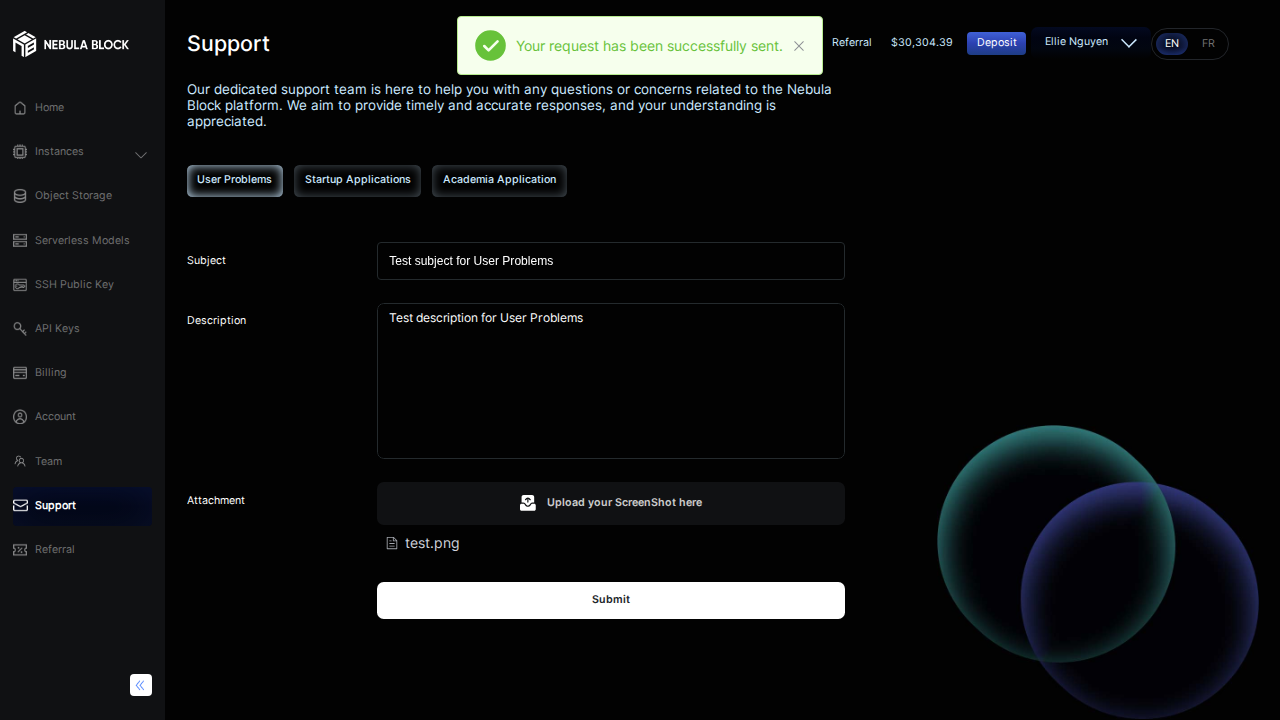 NEBULA BLOCK
Home
Instances
Object Storage
Serverless Models
SSH Public Key
API Keys
Billing
Account
Team
Support
Referral
Support
Your request has been successfully sent.
Referral
$30,304.39
Deposit
Ellie Nguyen
EN
FR
Our dedicated support team is here to help you with any questions or concerns related to the Nebula
Block platform. We aim to provide timely and accurate responses, and your understanding is
appreciated.
User Problems
Startup Applications
Academia Application
Subject
Test subject for User Problems
Description
Test description for User Problems
Attachment
Upload your ScreenShot here
test.png
Submit